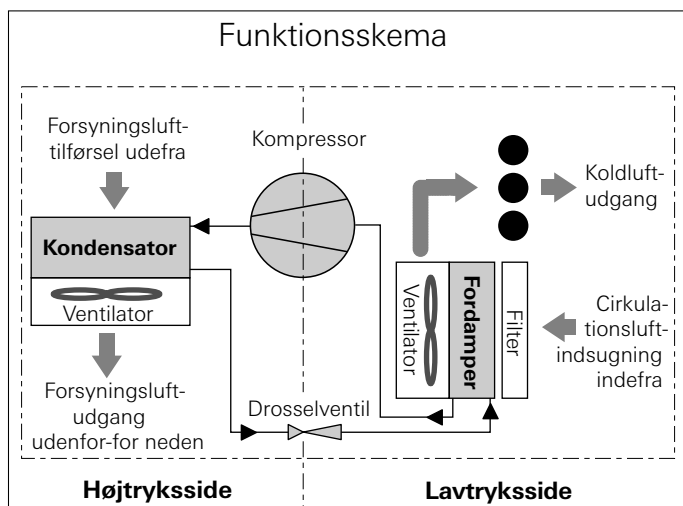 Funktionsskema
Forsyningsluft-
tilførsel udefra
Kompressor
Koldluft-
udgang
Kondensator
Ventilator
Ventilator
Fordamper
Filter
Cirkula-
tionsluft-
indsugning
indefra
Forsyningsluft-
udgang
udenfor-for neden
Drosselventil
Højtryksside
Lavtryksside